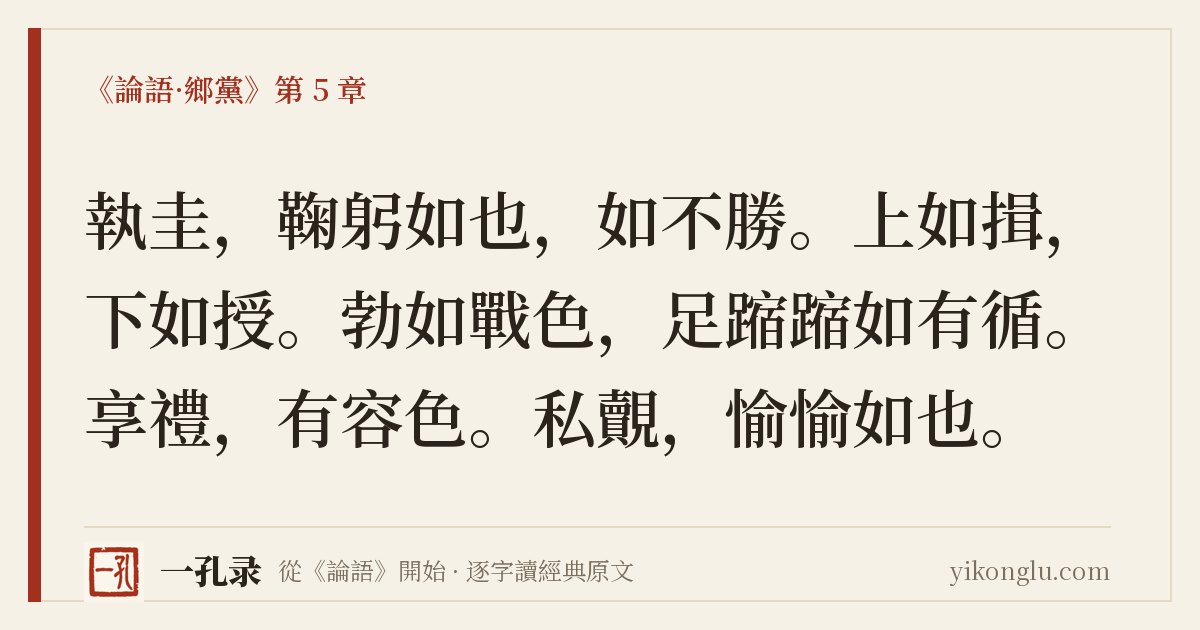 《論語·鄉黨》第 5 章
執圭，鞠躬如也，如不勝。上如揖，
下如授。勃如戰色，足蹜蹜如有循。
享禮，有容色。私覿，愉愉如也。
一孔
一孔录 從《論語》開始 · 逐字讀經典原文 yikonglu.com